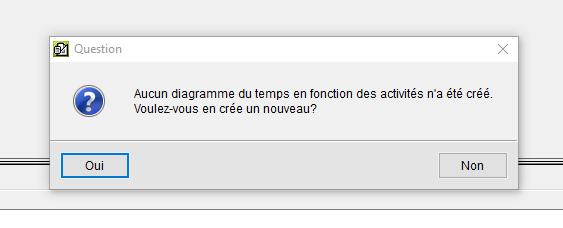 Question
Aucun diagramme du temps en fonction des activités n'a été créé.
Voulez-vous en crée un nouveau?
Oui
Non